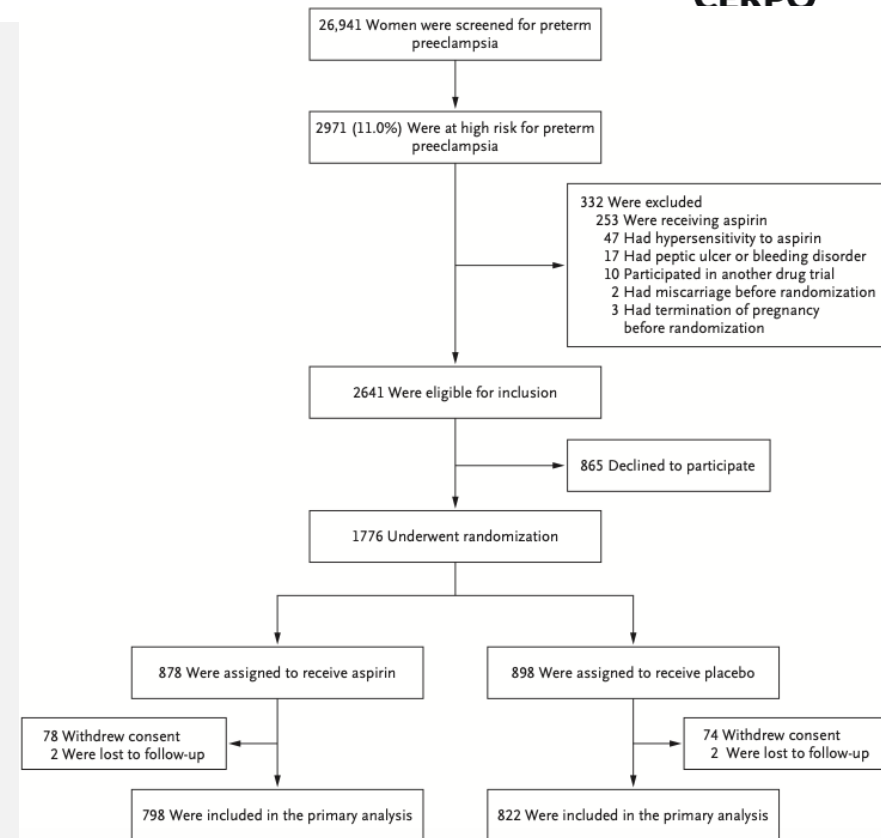 CERPO
26,941 Women were screened for preterm
preeclampsia
2971 (11.0%) Were at high risk for preterm
preeclampsia
332 Were excluded
253 Were receiving aspirin
47 Had hypersensitivity to aspirin
17 Had peptic ulcer or bleeding disorder
10 Participated in another drug trial
2 Had miscarriage before randomization
3 Had termination of pregnancy
before randomization
2641 Were eligible for inclusion
865 Declined to participate
1776 Underwent randomization
878 Were assigned to receive aspirin
898 Were assigned to receive placebo
78 Withdrew consent
2 Were lost to follow-up
74 Withdrew consent
2 Were lost to follow-up
798 Were included in the primary analysis
822 Were included in the primary analysis